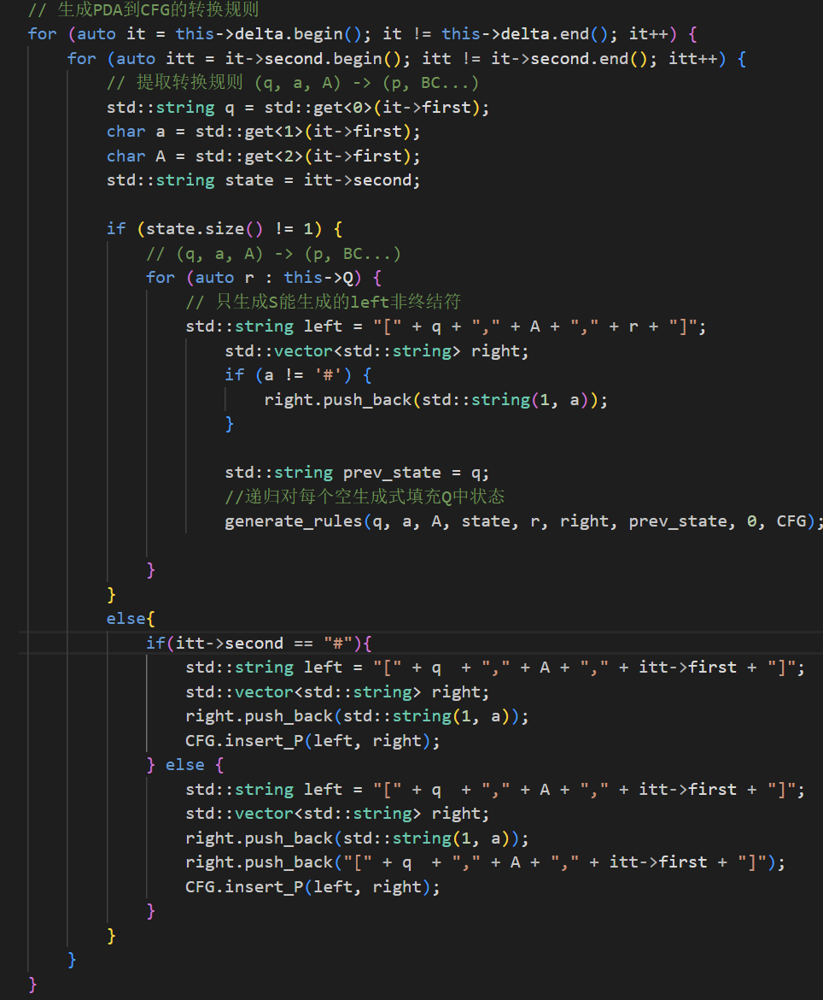 // 生成PDA到CFG的转换规则
for (auto it = this->delta.begin(); it != this->delta.end(); it++) {
    for (auto itt = it->second.begin(); itt != it->second.end(); itt++) {
        // 提取转换规则 (q, a, A) -> (p, BC...)
        std::string q = std::get<0>(it->first);
        char a = std::get<1>(it->first);
        char A = std::get<2>(it->first);
        std::string state = itt->second;

        if (state.size() != 1) {
            // (q, a, A) -> (p, BC...)
            for (auto r : this->Q) {
                // 只生成S能生成的left非终结符
                std::string left = "[" + q + "," + A + "," + r + "]";
                    std::vector<std::string> right;
                    if (a != '#') {
                        right.push_back(std::string(1, a));
                    }

                    std::string prev_state = q;
                    //递归对每个空生成式填充Q中状态
                    generate_rules(q, a, A, state, r, right, prev_state, 0, CFG);

            }
        }
        else{
            if(itt->second == "#"){
                std::string left = "[" + q  + "," + A + "," + itt->first + "]";
                std::vector<std::string> right;
                right.push_back(std::string(1, a));
                CFG.insert_P(left, right);
            } else {
                std::string left = "[" + q  + "," + A + "," + itt->first + "]";
                std::vector<std::string> right;
                right.push_back(std::string(1, a));
                right.push_back("[" + q  + "," + A + "," + itt->first + "]");
                CFG.insert_P(left, right);
            }
        }
    }
}